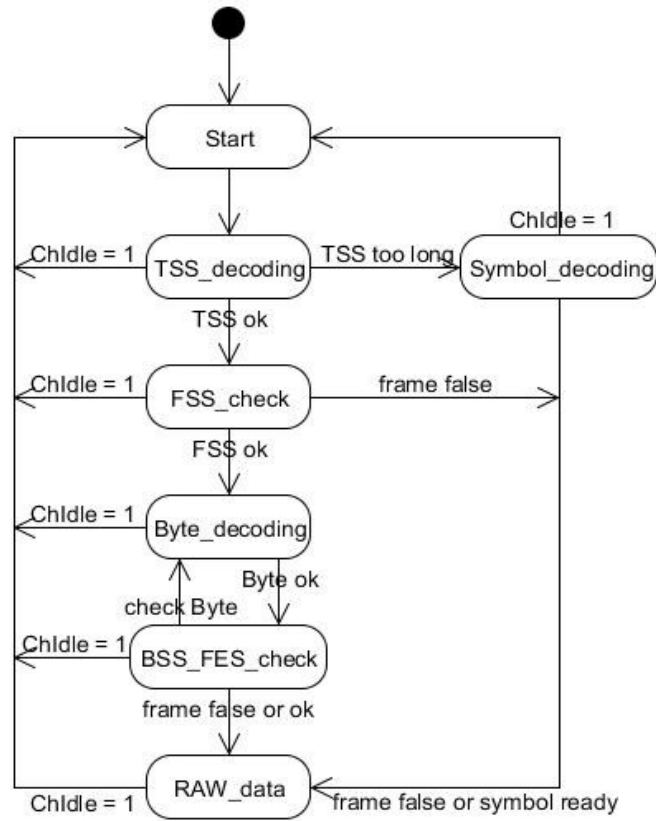 Start
ChIdle = 1
ChIdle = 1
TSS_decoding
TSS too long
Symbol_decoding
TSS ok
ChIdle = 1
FSS_check
frame false
FSS ok
ChIdle = 1
Byte_decoding
Byte ok
check Byte
ChIdle = 1
BSS_FES_check
frame false or ok
ChIdle = 1
RAW_data
frame false or symbol ready